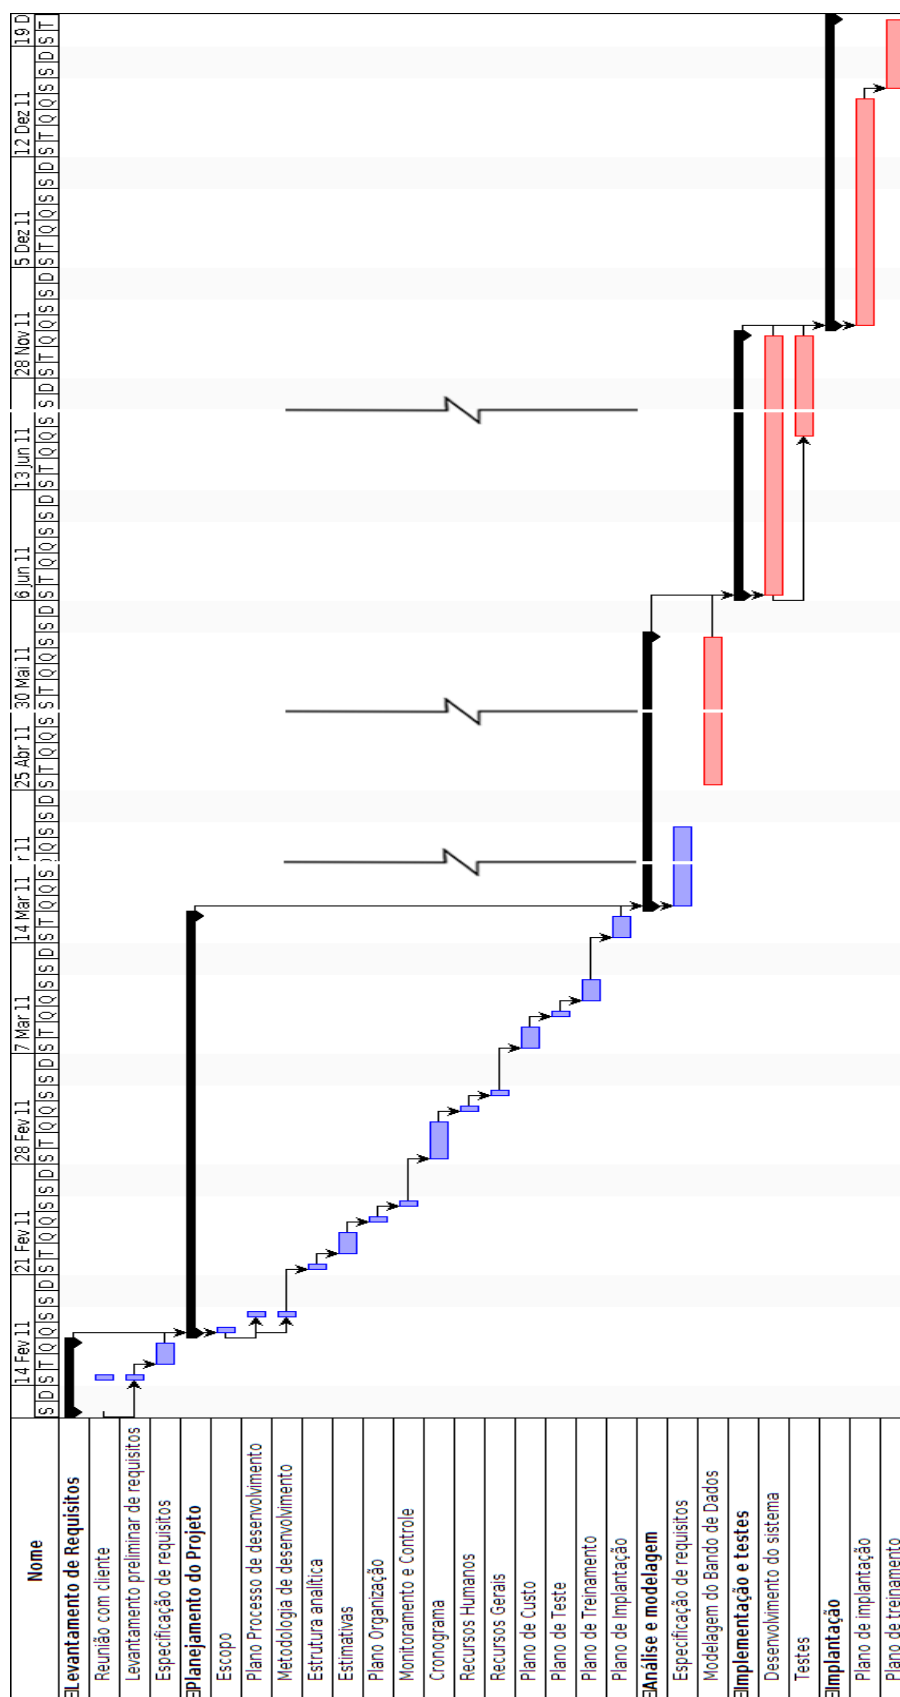 Nome
Levantamento de Requisitos
Reunião com cliente
Levantamento preliminar de requisitos
Especificação de requisitos
Planejamento do Projeto
Escopo
Plano Processo de desenvolvimento
Metodologia de desenvolvimento
Estrutura analítica
Estimativas
Plano Organização
Monitoramento e Controle
Cronograma
Recursos Humanos
Recursos Gerais
Plano de Custo
Plano de Teste
Plano de Treinamento
Plano de Implantação
Análise e modelagem
Especificação de requisitos
Modelagem do Bando de Dados
Implementação e testes
Desenvolvimento do sistema
Testes
Implantação
Plano de implantação
Plano de treinamento
14 Fev 11 21 Fev 11 28 Fev 11 7 Mar 11 14 Mar 11 r 11 25 Abr 11 30 Mai 11 6 Jun 11 13 Jun 11 28 Nov 11 5 Dez 11 12 Dez 11 19 D
S D S T Q Q S S D S T Q Q S S D S T Q Q S S D S T Q Q S S D S T Q Q S Q S S D S T Q Q S S T Q Q S S D S T Q Q S S D S T Q Q S S D S T Q Q S S D S T Q Q S S D S T Q Q S S D S T